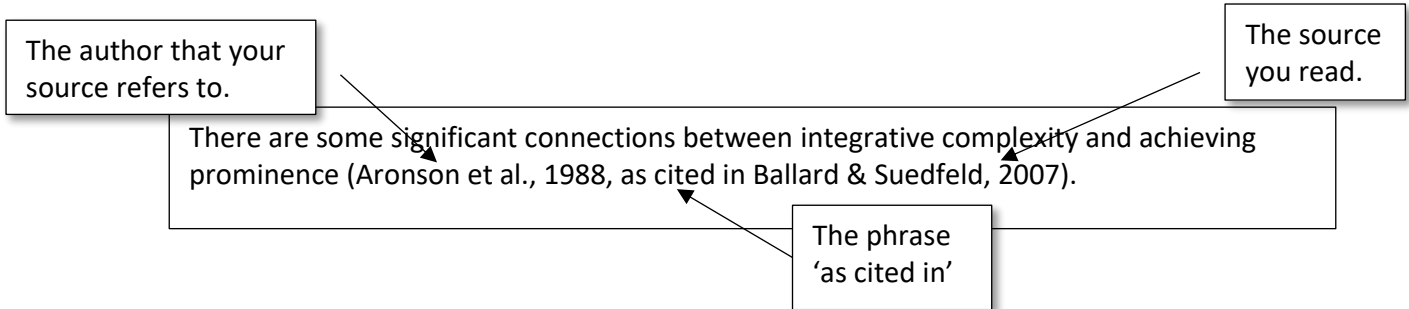 The author that your
source refers to.
The source
you read.
There are some significant connections between integrative complexity and achieving
prominence (Aronson et al., 1988, as cited in Ballard & Suedfeld, 2007).
The phrase
‘as cited in’